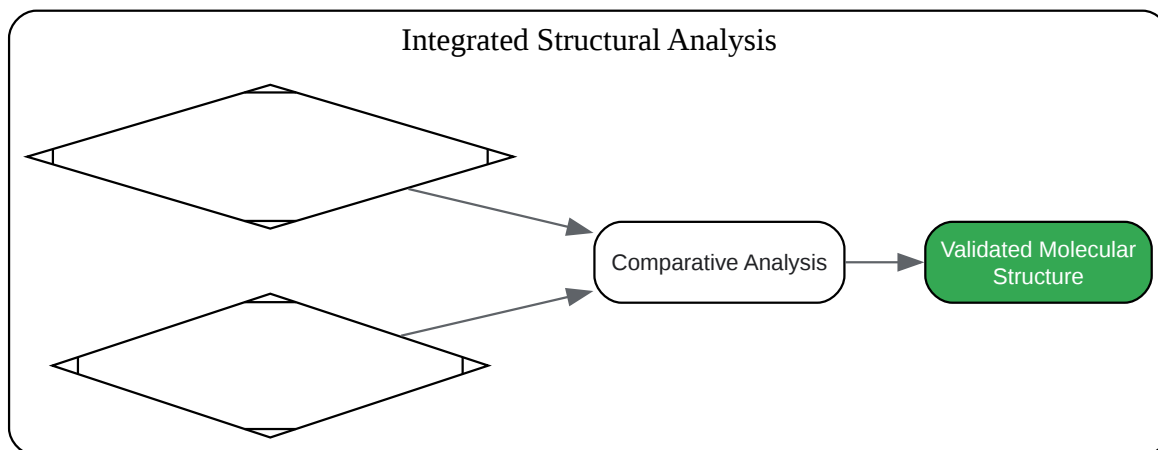 Integrated Structural Analysis
Comparative Analysis
Validated Molecular
Structure